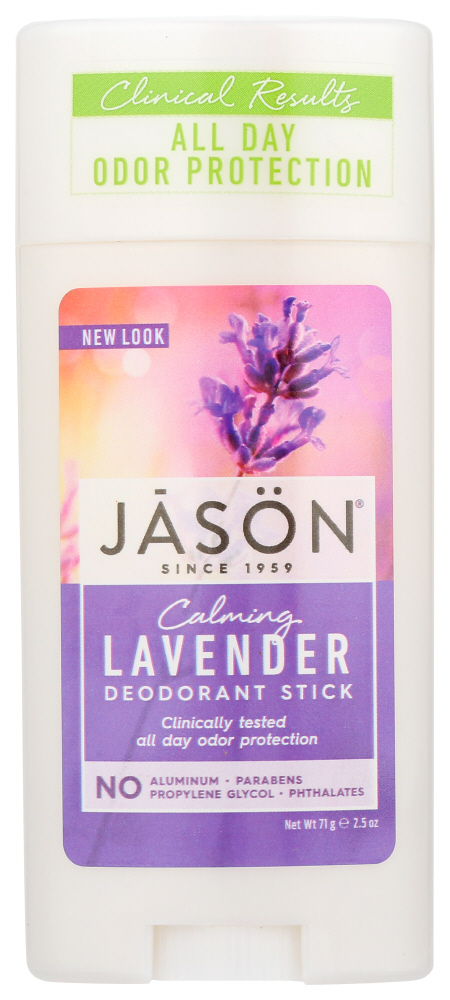 Clinical Results
ALL DAY
ODOR PROTECTION
NEW LOOK
JĀSÖN®
SINCE 1959
Calming
LAVENDER
DEODORANT STICK
Clinically tested
all day odor protection
NO ALUMINUM • PARABENS
PROPYLENE GLYCOL • PHTHALATES
Net Wt 71 g ℮ 2.5 oz